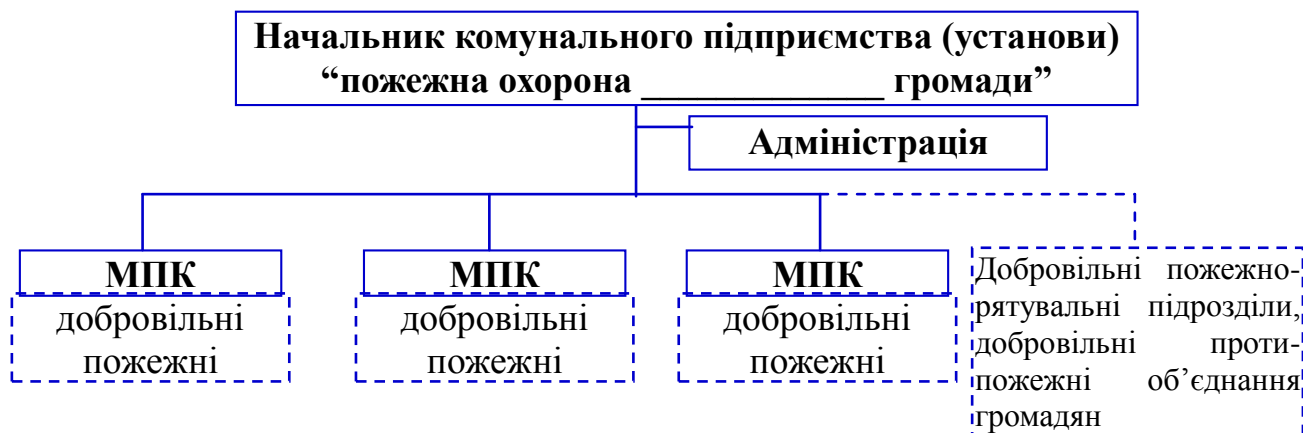 Начальник комунального підприємства (установи)
“пожежна охорона _____________ громади”
Адміністрація
МПК
добровільні
пожежні
МПК
добровільні
пожежні
МПК
добровільні
пожежні
Добровільні пожежно-
рятувальні підрозділи,
добровільні проти-
пожежні об’єднання
громадян